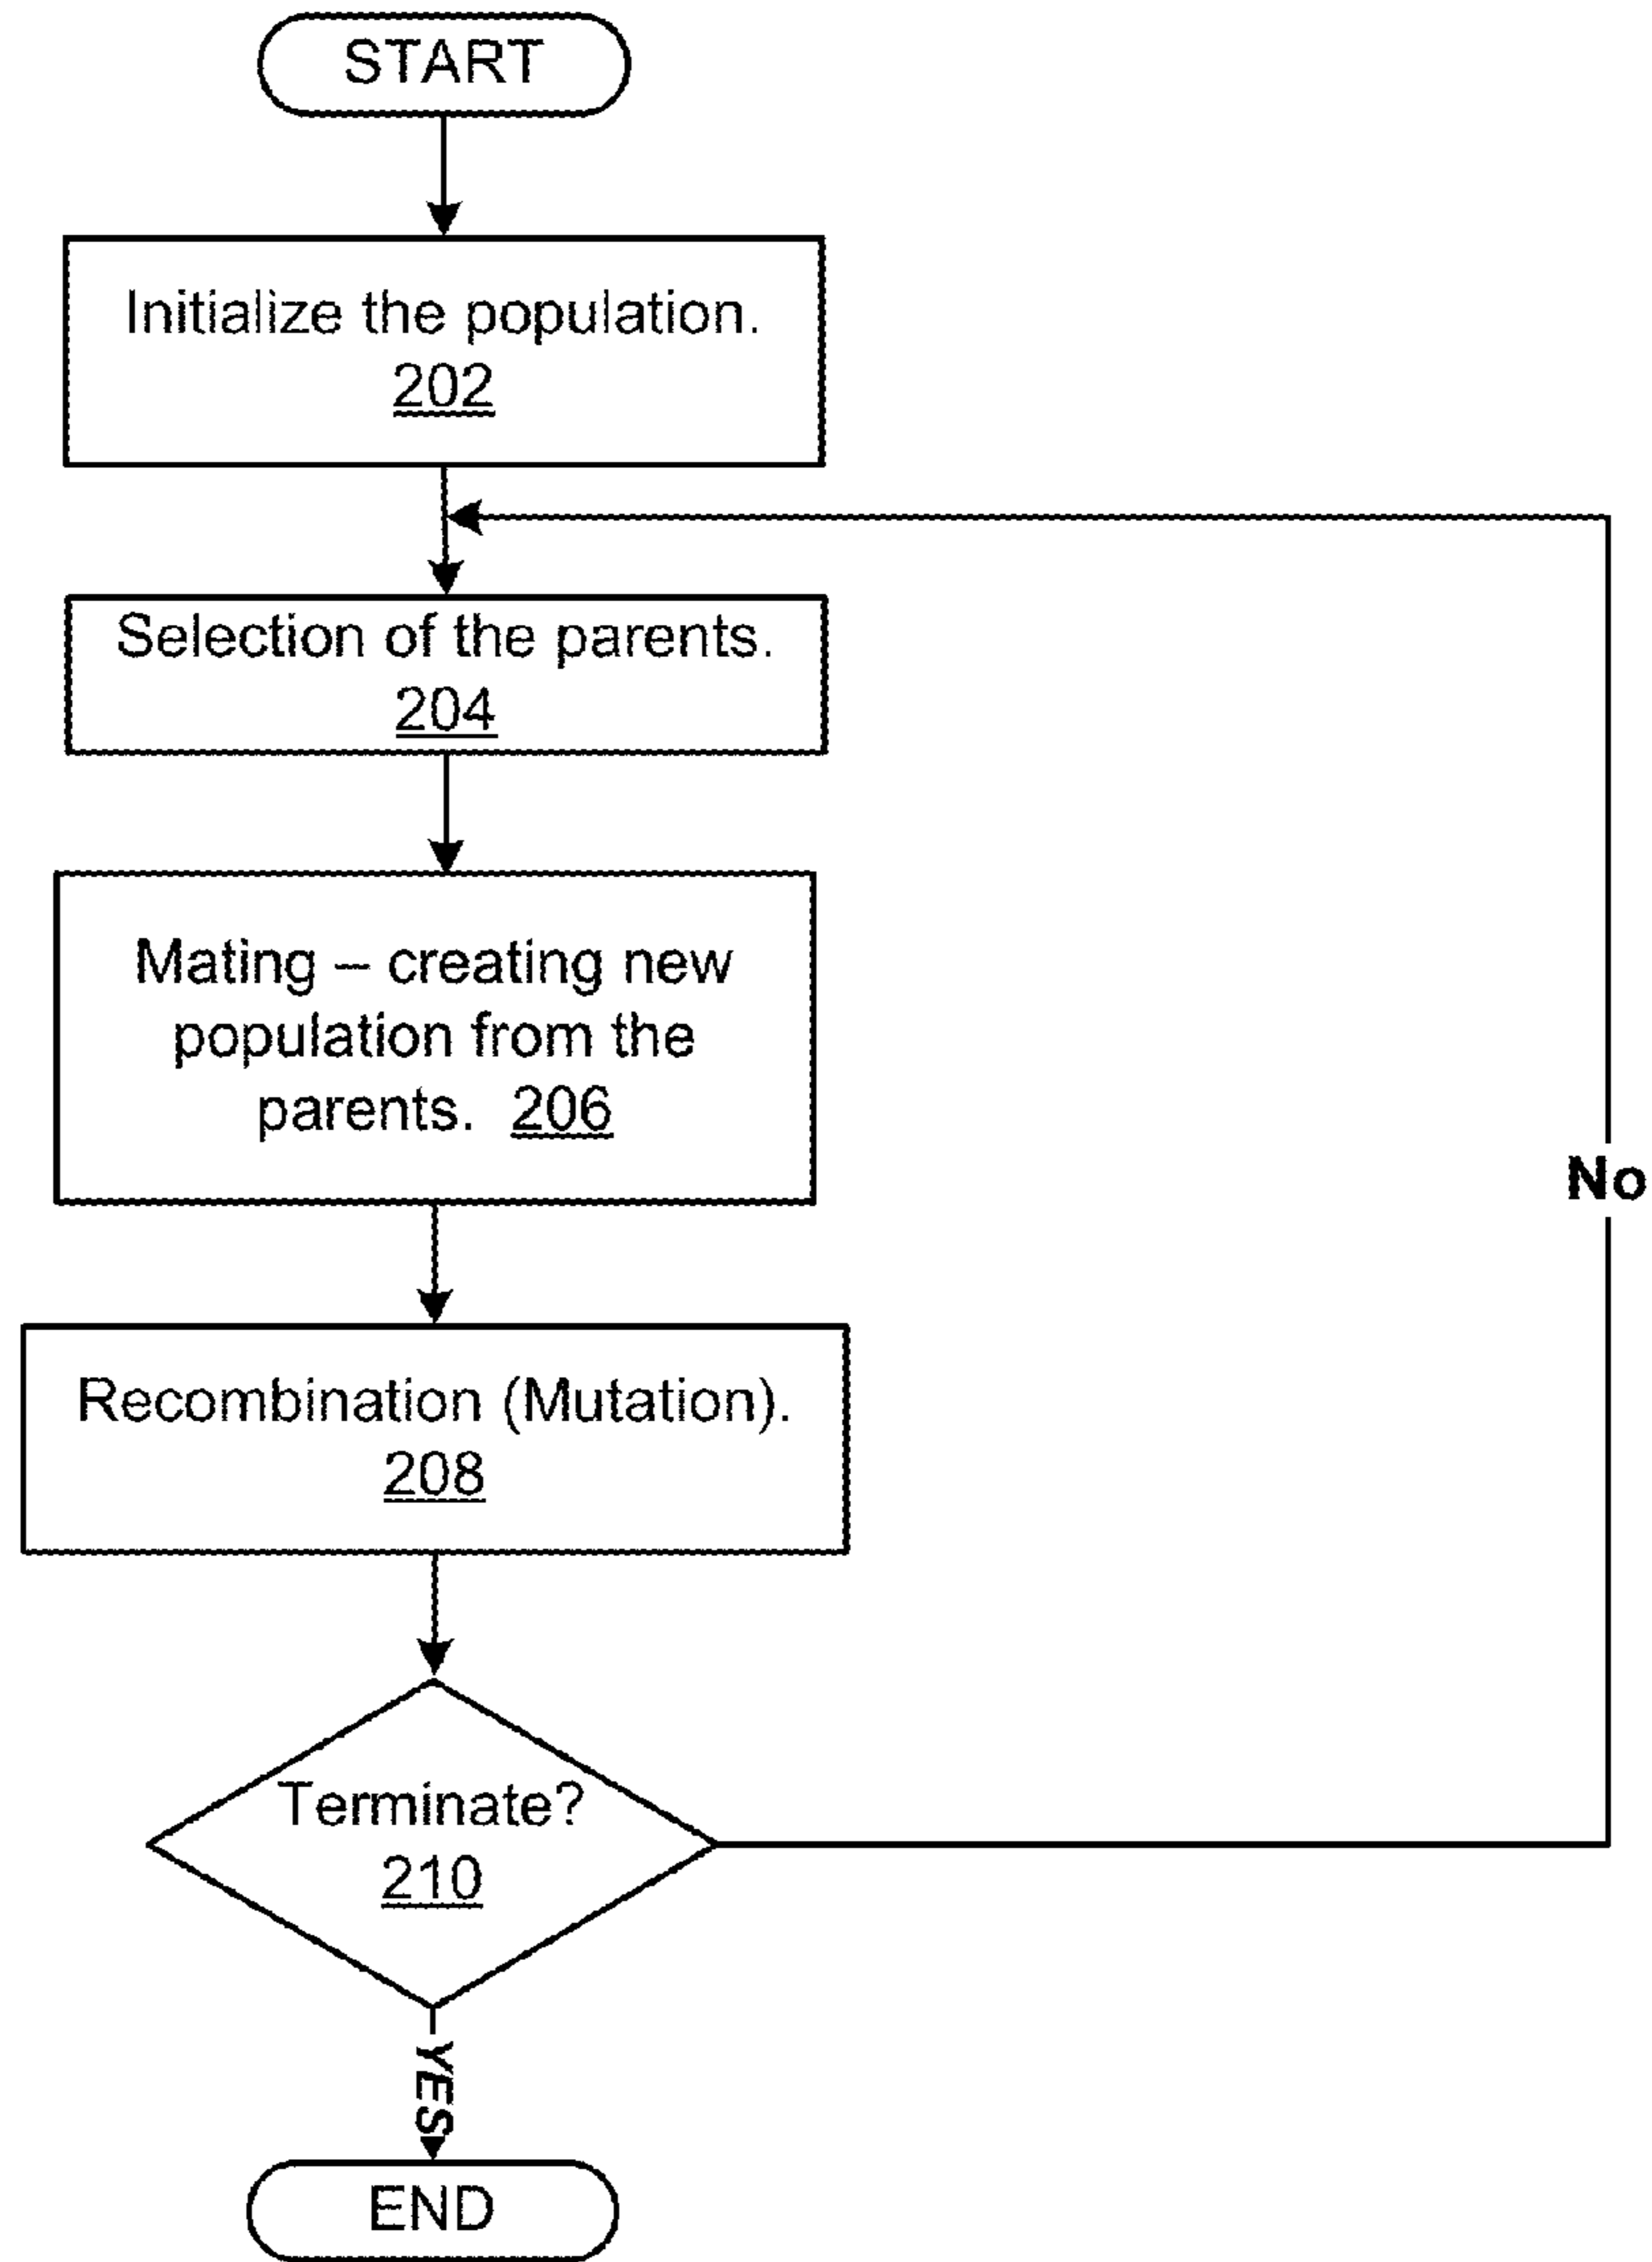 START
Initialize the population.
202
Selection of the parents.
204
Mating – creating new
population from the
parents. 206
No
Recombination (Mutation).
208
Terminate?
210
YES
END